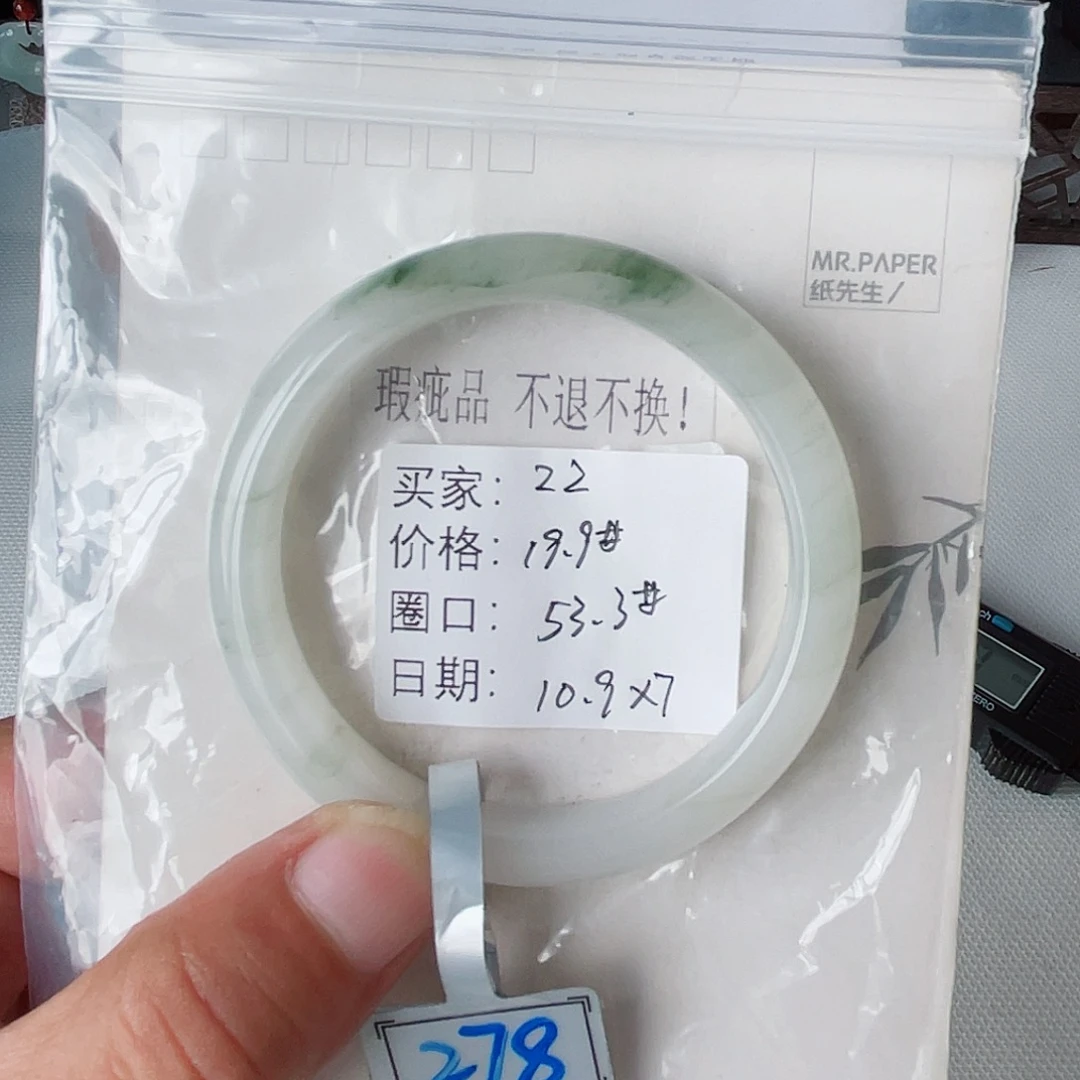 MR.PAPER
纸先生/
瑕疵品 不退不换!
买家: 22
价格: 19.9#
圈口: 53.3#
日期: 10.9x7
278